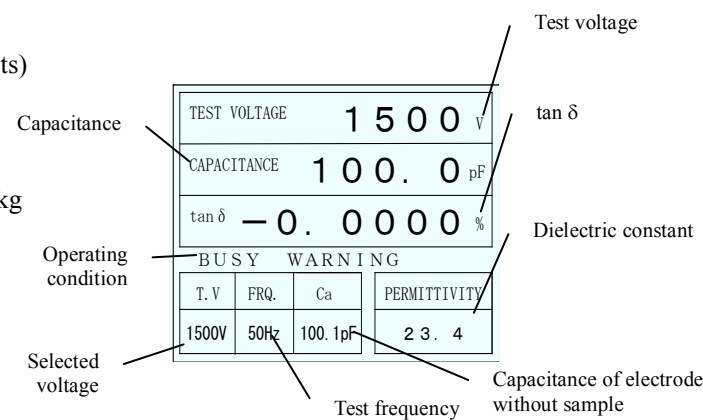 Test voltage
ts)
Capacitance
TEST VOLTAGE 1500 V
tan δ
CAPACITANCE 100.0 pF
kg
tan δ −0.0000 %
Dielectric constant
Operating
condition
BUSY WARNING
T.V FRQ. Ca PERMITTIVITY
1500V 50Hz 100.1pF 23.4
Selected
voltage
Capacitance of electrode
without sample
Test frequency